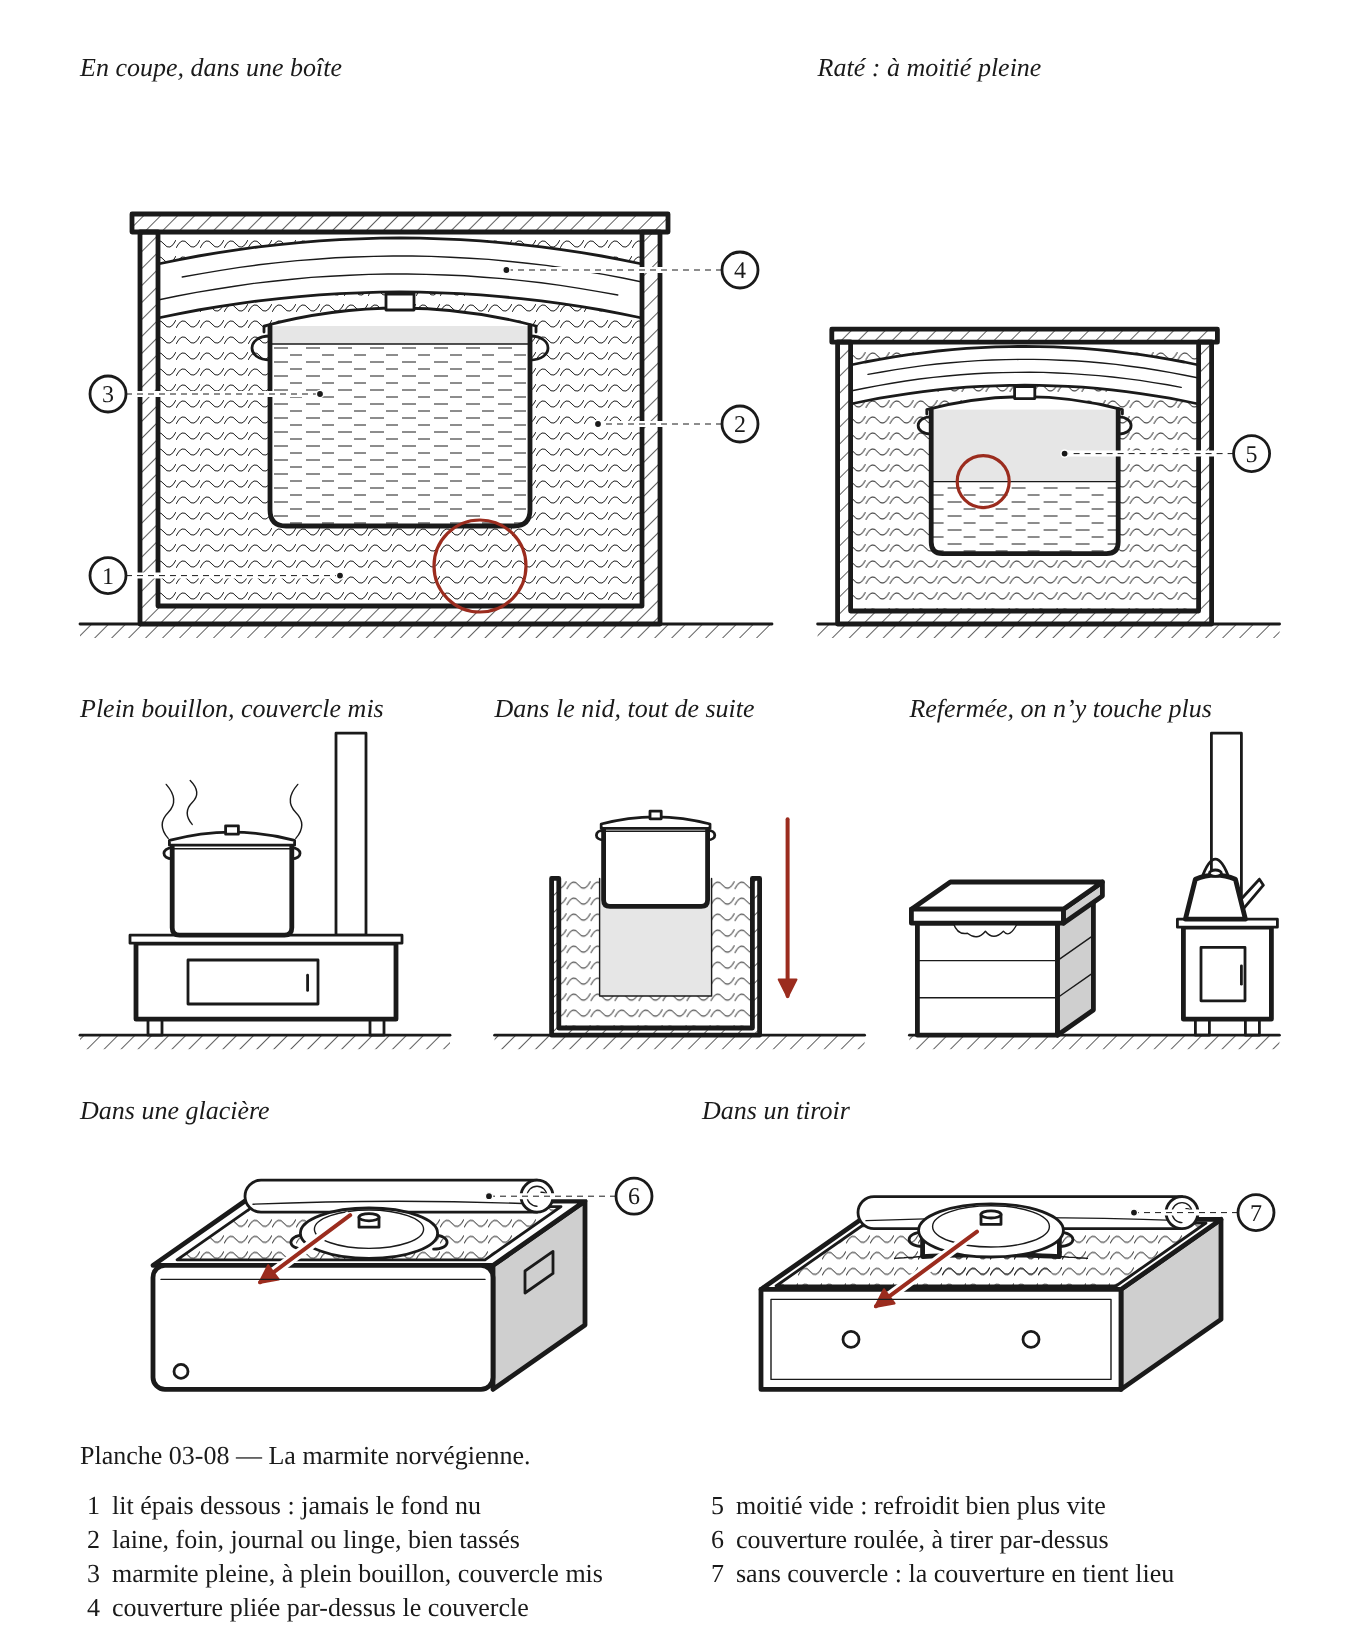 En coupe, dans une boîte
Raté : à moitié pleine
4
3
2
5
1
Plein bouillon, couvercle mis
Dans le nid, tout de suite
Refermée, on n’y touche plus
Dans une glacière
Dans un tiroir
6
7
Planche 03-08 — La marmite norvégienne.
1 lit épais dessous : jamais le fond nu
2 laine, foin, journal ou linge, bien tassés
3 marmite pleine, à plein bouillon, couvercle mis
4 couverture pliée par-dessus le couvercle
5 moitié vide : refroidit bien plus vite
6 couverture roulée, à tirer par-dessus
7 sans couvercle : la couverture en tient lieu